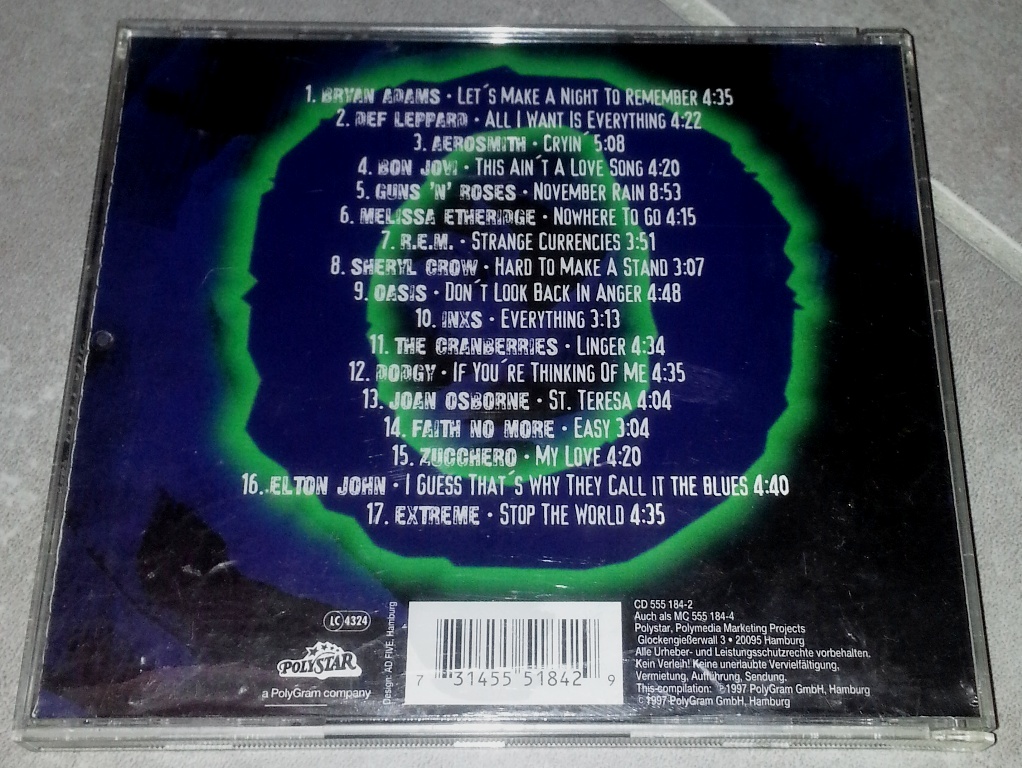 1. BRYAN ADAMS · LET´S MAKE A NIGHT TO REMEMBER 4:35
2. DEF LEPPARD · ALL I WANT IS EVERYTHING 4:22
3. AEROSMITH · CRYIN´ 5:08
4. BON JOVI · THIS AIN´T A LOVE SONG 4:20
5. GUNS 'N' ROSES · NOVEMBER RAIN 8:53
6. MELISSA ETHERIDGE · NOWHERE TO GO 4:15
7. R.E.M. · STRANGE CURRENCIES 3:51
8. SHERYL CROW · HARD TO MAKE A STAND 3:07
9. OASIS · DON´T LOOK BACK IN ANGER 4:48
10. INXS · EVERYTHING 3:13
11. THE CRANBERRIES · LINGER 4:34
12. DODGY · IF YOU´RE THINKING OF ME 4:35
13. JOAN OSBORNE · ST. TERESA 4:04
14. FAITH NO MORE · EASY 3:04
15. ZUCCHERO · MY LOVE 4:20
16. ELTON JOHN · I GUESS THAT´S WHY THEY CALL IT THE BLUES 4:40
17. EXTREME · STOP THE WORLD 4:35
LC 4324
POLYSTAR
a PolyGram company
Design: AD FIVE, Hamburg
7 31455 51842 9
CD 555 184-2
Auch als MC 555 184-4
Polystar, Polymedia Marketing Projects
Glockengießerwall 3 • 20095 Hamburg
Alle Urheber- und Leistungsschutzrechte vorbehalten.
Kein Verleih! Keine unerlaubte Vervielfältigung,
Vermietung, Aufführung, Sendung.
This compilation: ℗1997 PolyGram GmbH, Hamburg
©1997 PolyGram GmbH, Hamburg